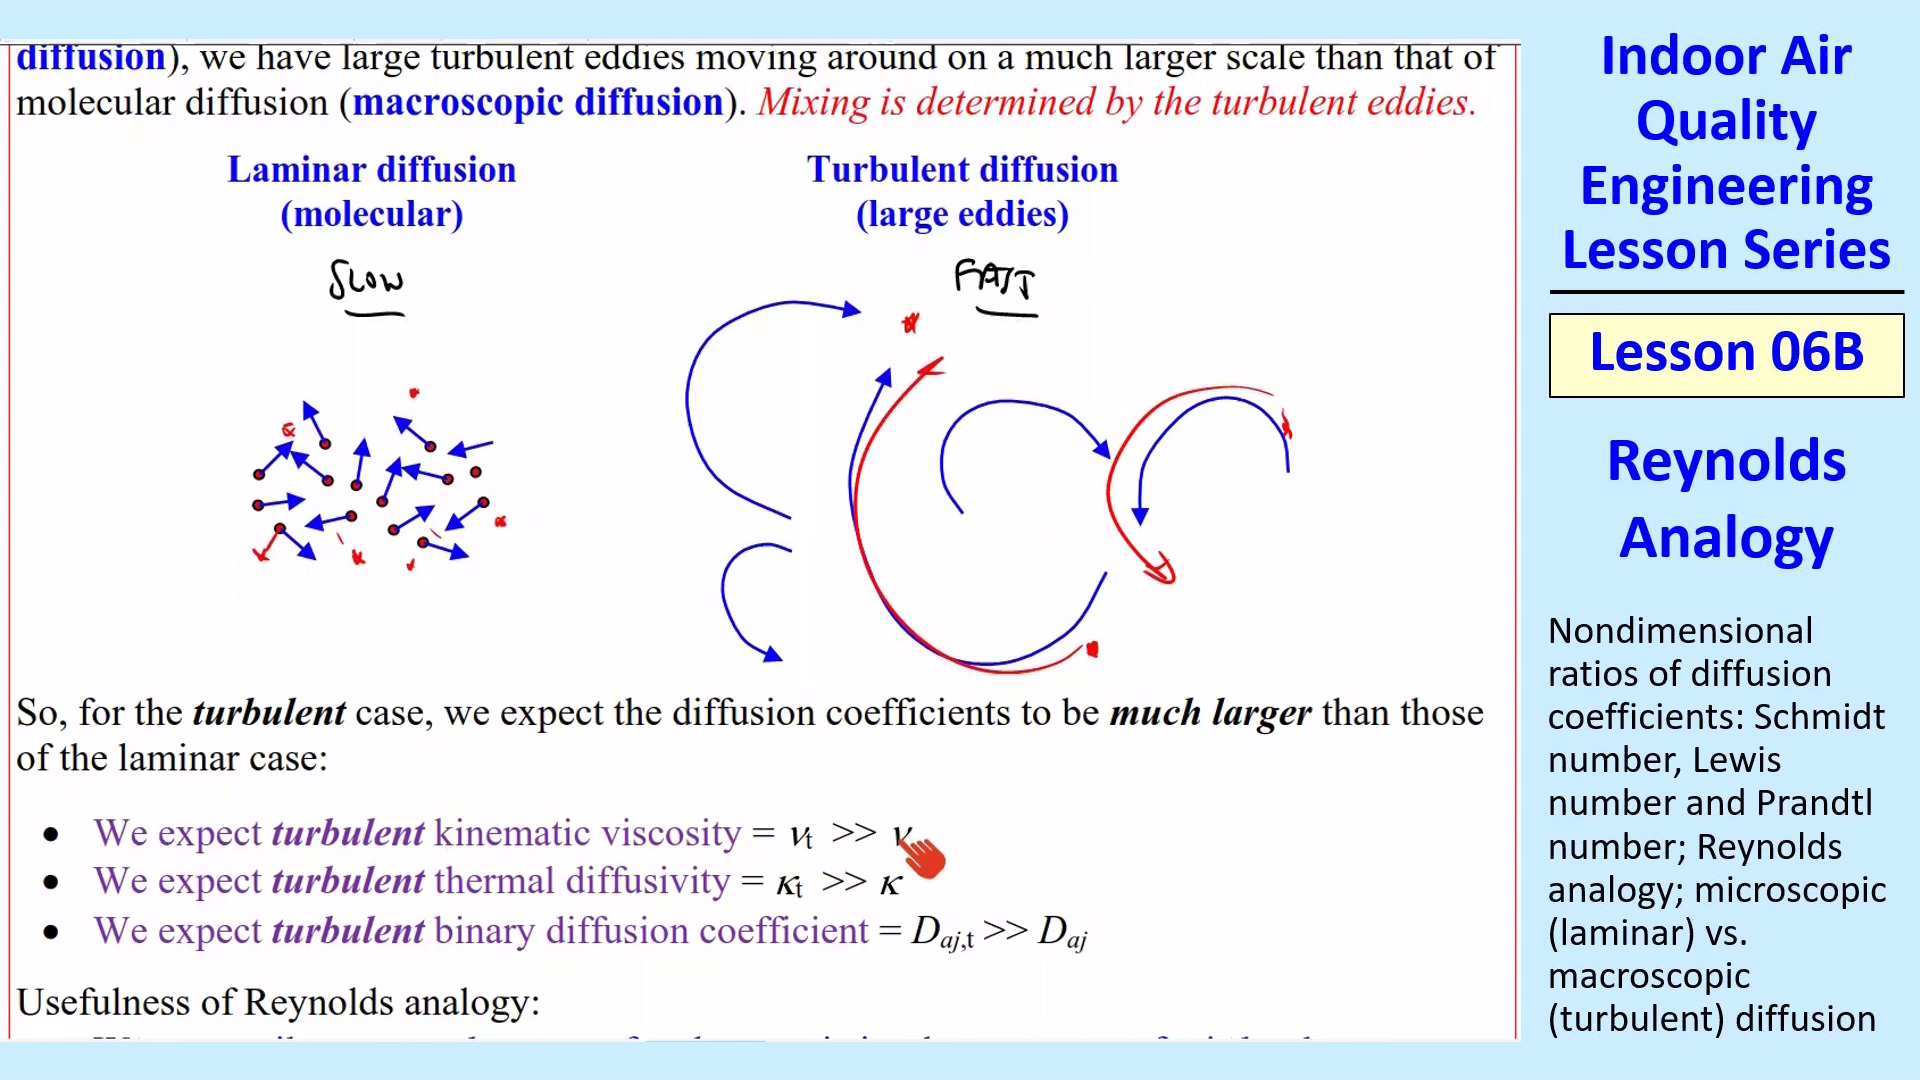 diffusion), we have large turbulent eddies moving around on a much larger scale than that of
molecular diffusion (macroscopic diffusion). Mixing is determined by the turbulent eddies.
Laminar diffusion
(molecular)
SLOW
Turbulent diffusion
(large eddies)
FAST
So, for the turbulent case, we expect the diffusion coefficients to be much larger than those
of the laminar case:
• We expect turbulent kinematic viscosity = νt >> ν
• We expect turbulent thermal diffusivity = κt >> κ
• We expect turbulent binary diffusion coefficient = Daj,t >> Daj
Usefulness of Reynolds analogy:
Indoor Air
Quality
Engineering
Lesson Series
Lesson 06B
Reynolds
Analogy
Nondimensional
ratios of diffusion
coefficients: Schmidt
number, Lewis
number and Prandtl
number; Reynolds
analogy; microscopic
(laminar) vs.
macroscopic
(turbulent) diffusion